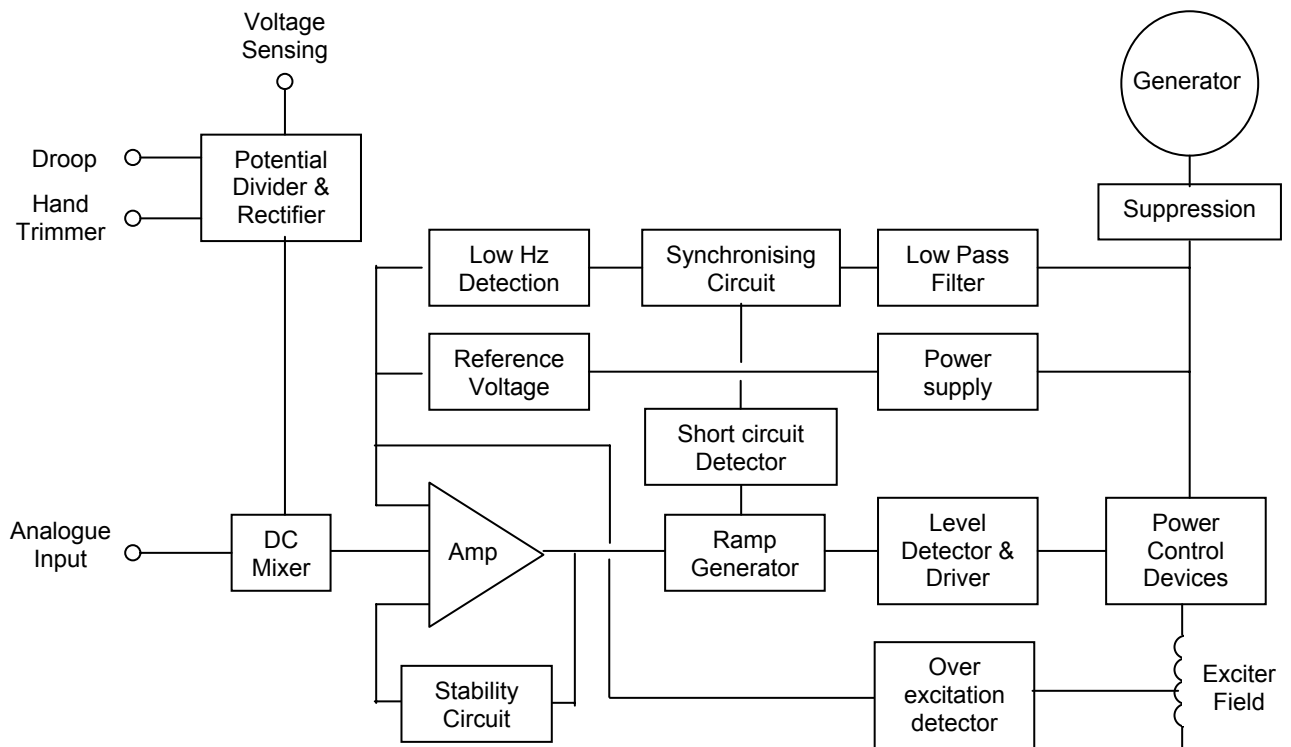 Voltage
Sensing
Generator
Droop
Hand
Trimmer
Potential
Divider &
Rectifier
Suppression
Low Hz
Detection
Synchronising
Circuit
Low Pass
Filter
Reference
Voltage
Power
supply
Short circuit
Detector
Analogue
Input
DC
Mixer
Amp
Ramp
Generator
Level
Detector &
Driver
Power
Control
Devices
Stability
Circuit
Over
excitation
detector
Exciter
Field